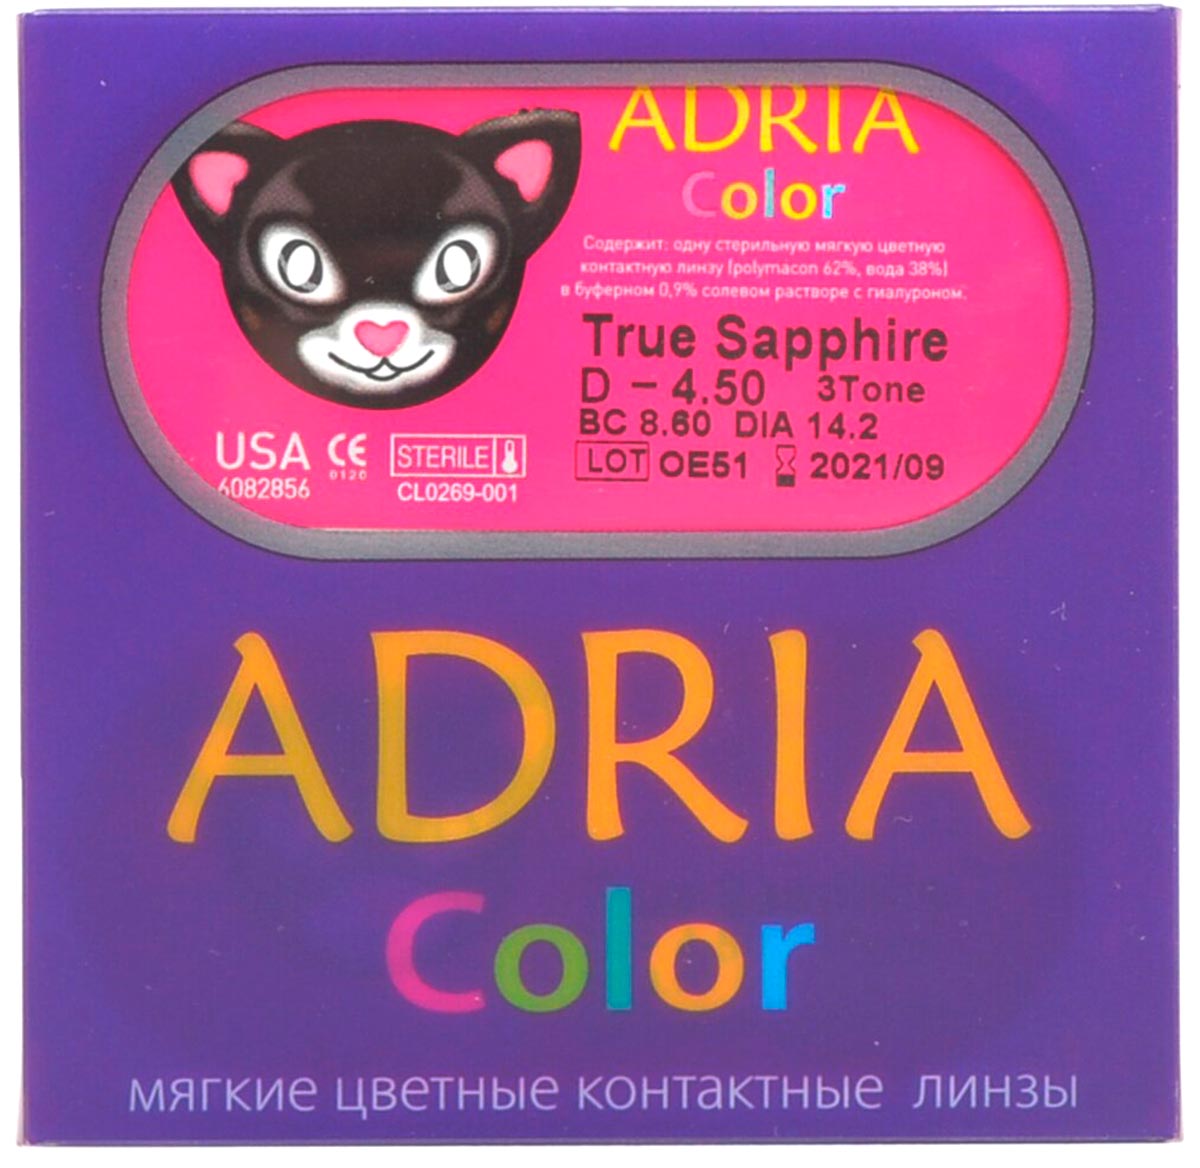 ADRIA
Color
Содержит: одну стерильную мягкую цветную
контактную линзу (polymacon 62%, вода 38%)
в буферном 0,9% солевом растворе с гиалуроном.
True Sapphire
D - 4.50 3Tone
BC 8.60 DIA 14.2
LOT OE51 2021/09
USA CE STERILE
0120
6082856 CL0269-001
ADRIA
Color
мягкие цветные контактные линзы